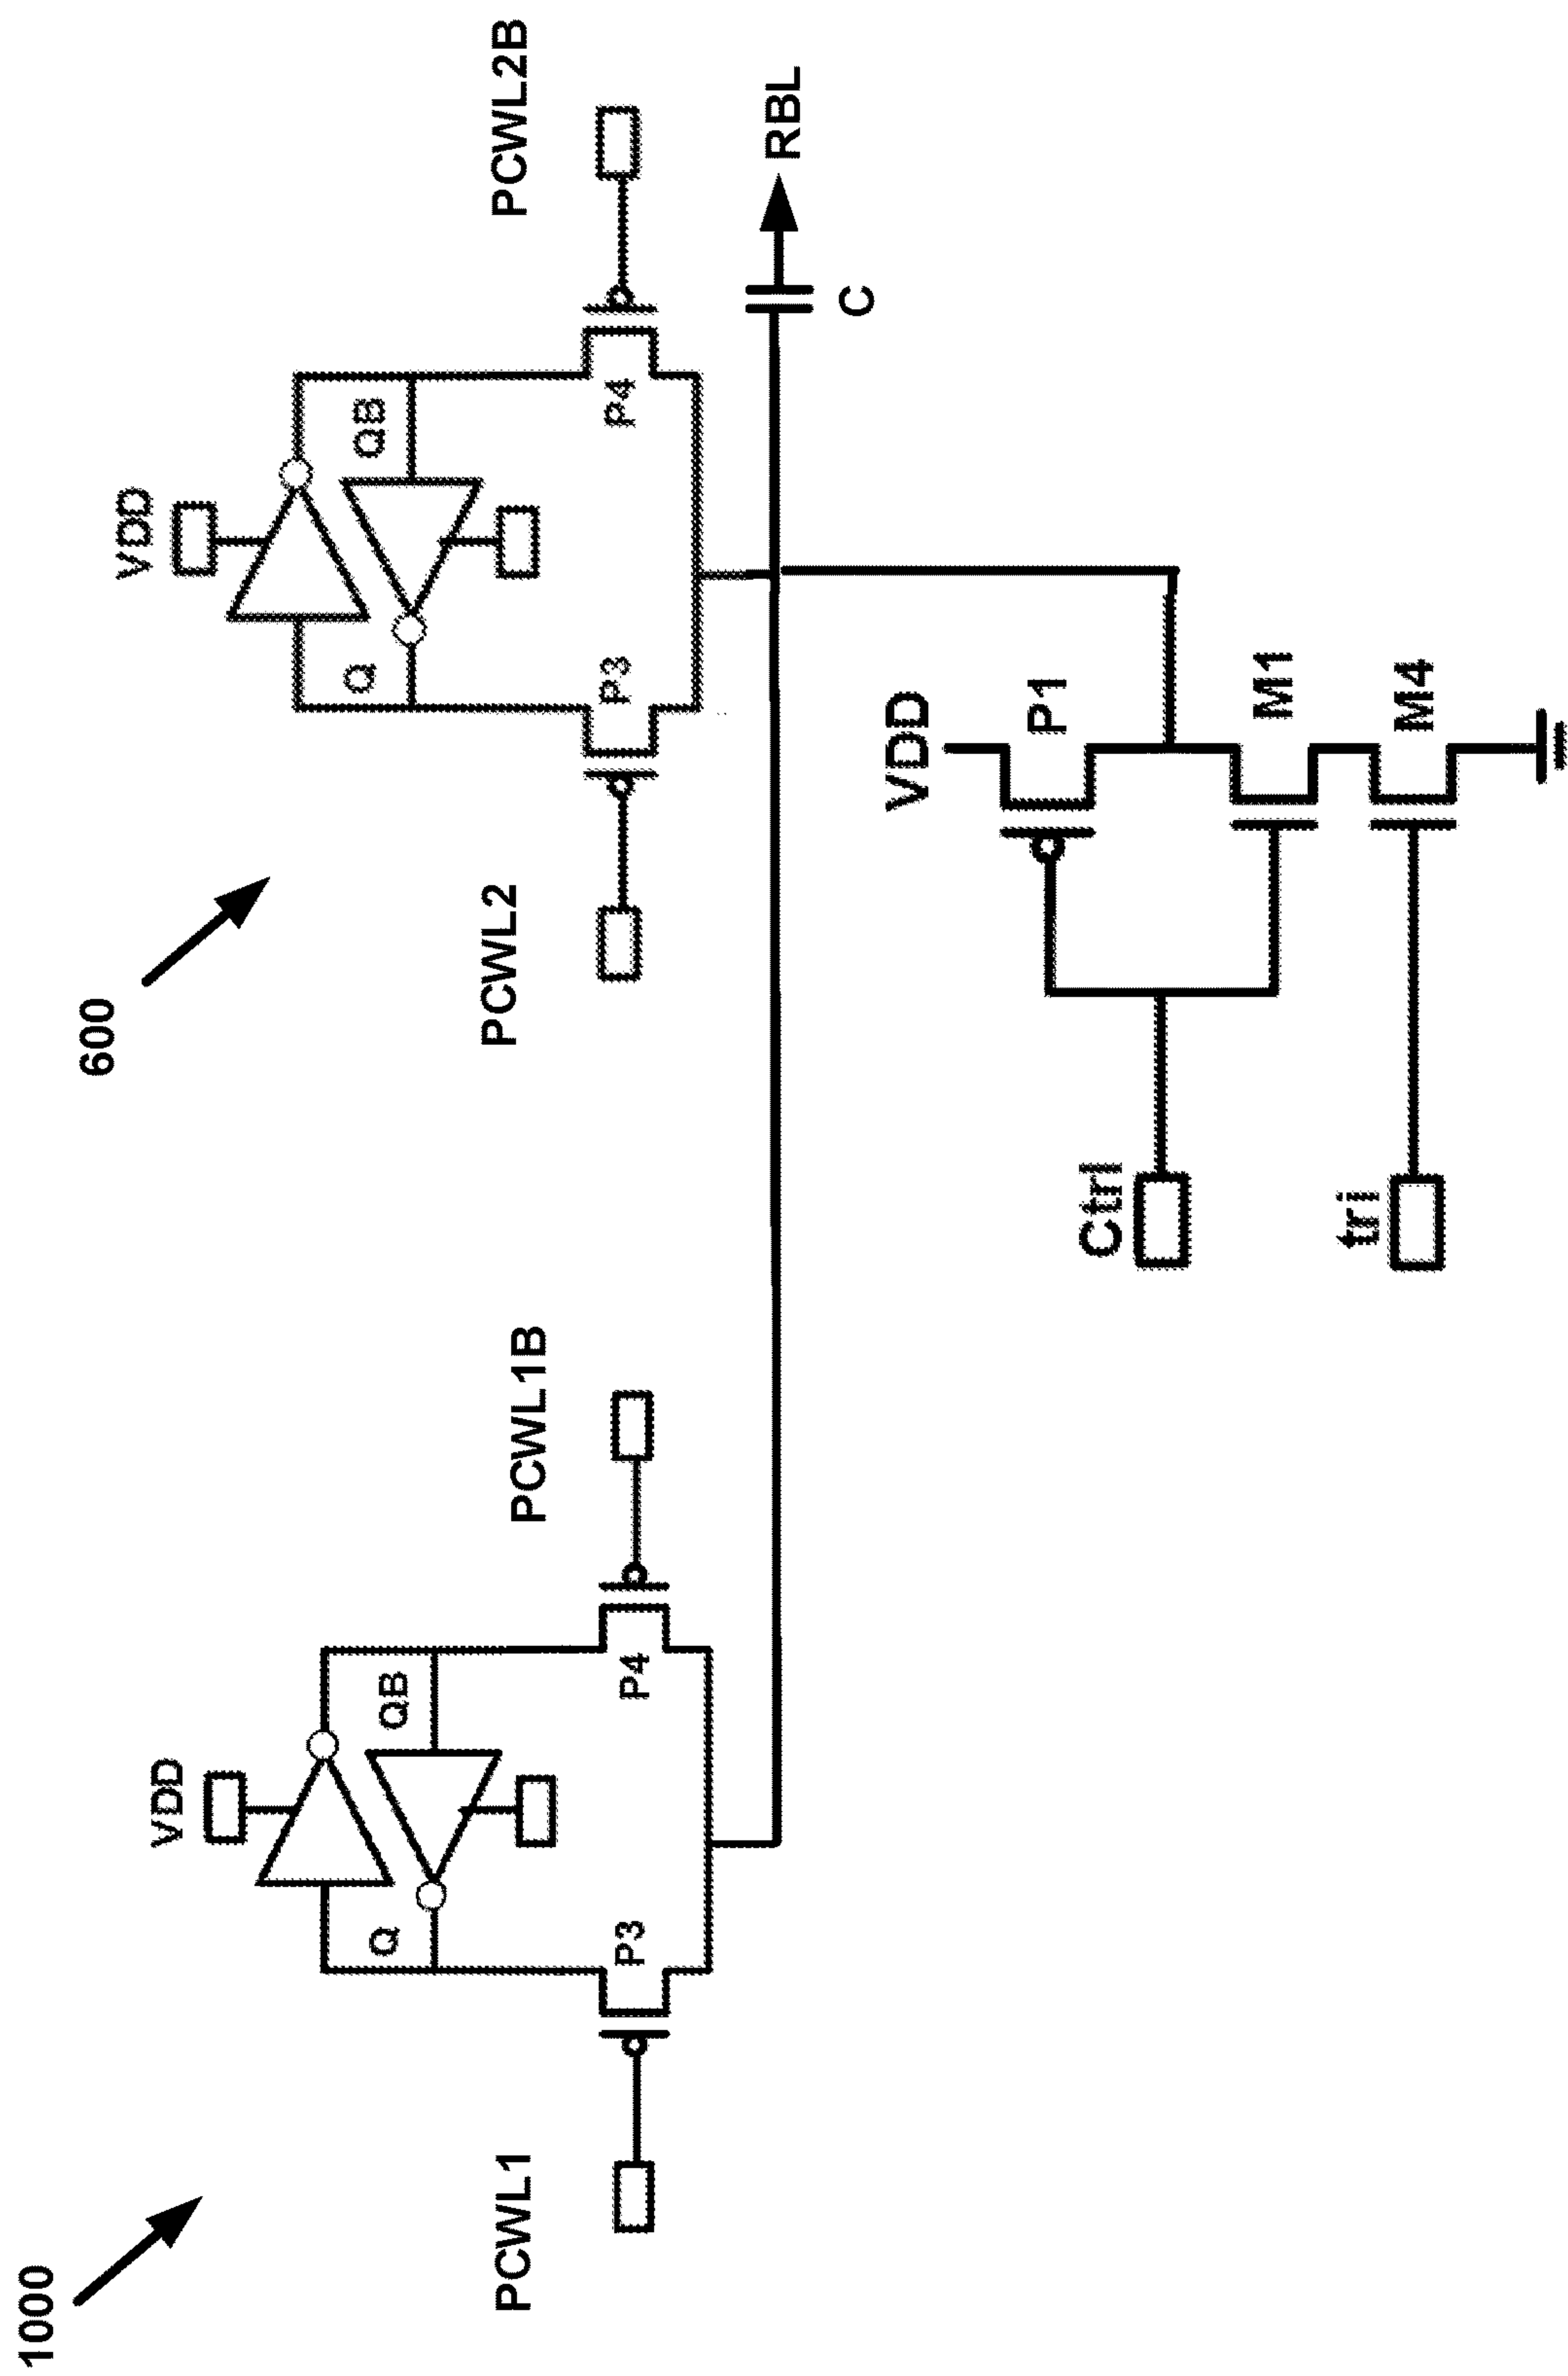 1000
600
VDD
Q
QB
P3
P4
PCWL1
PCWL1B
VDD
Q
QB
P3
P4
PCWL2
PCWL2B
RBL
C
VDD
P1
M1
M4
Ctrl
tri